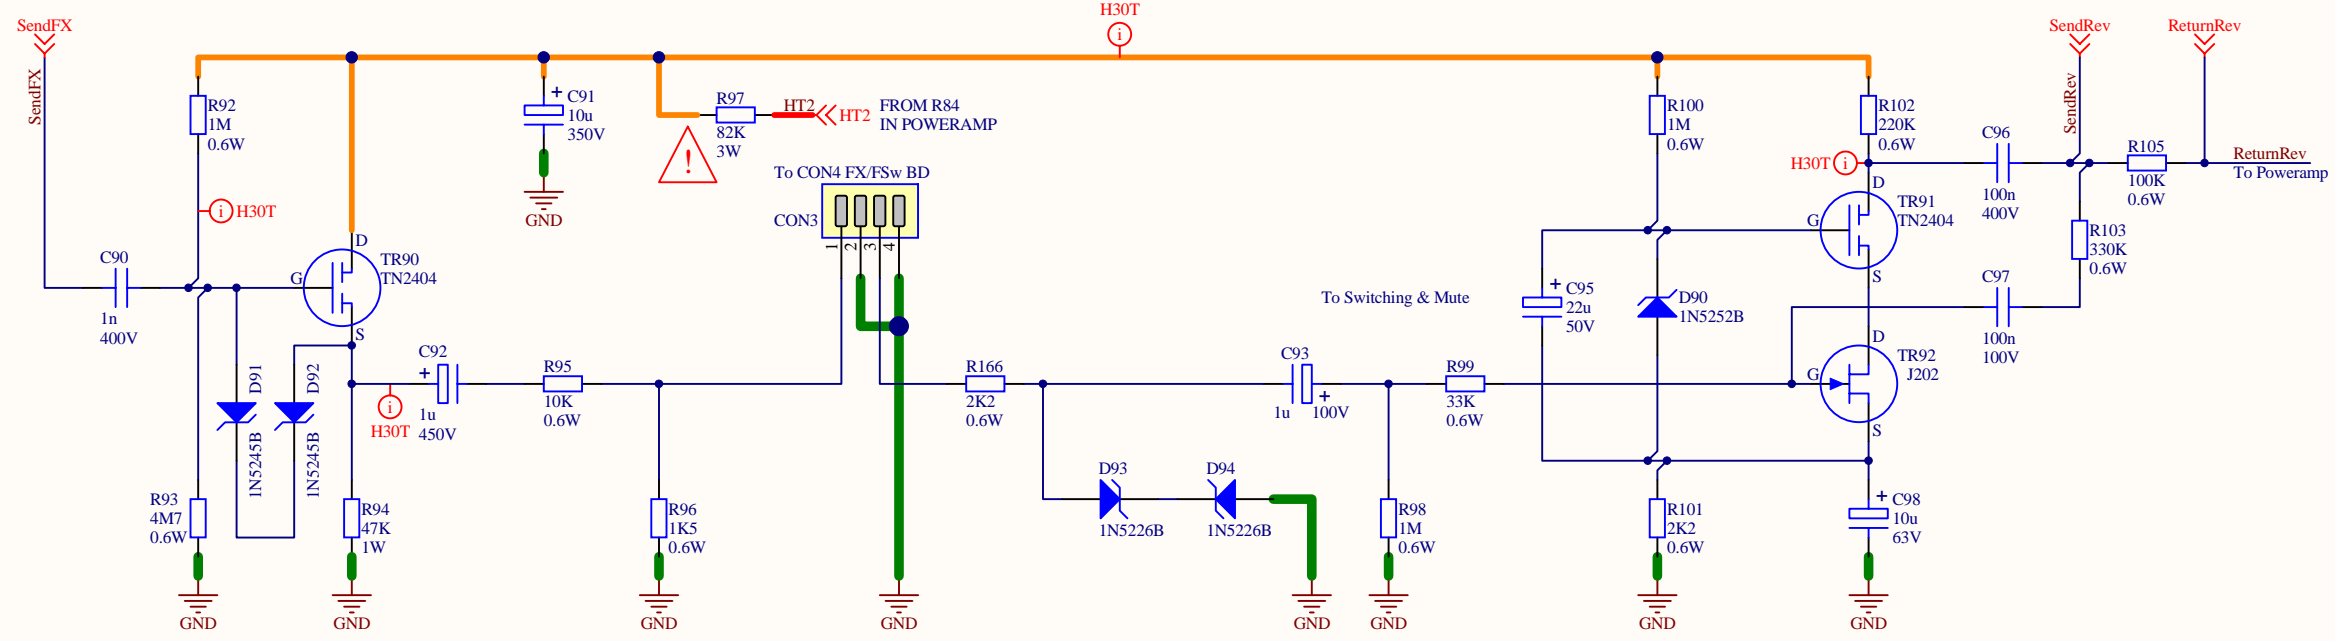 SendFX
SendFX
R92
1M
0.6W
H30T
C90
1n
400V
R93
4M7
0.6W
GND
D91
1N5245B
D92
1N5245B
D
G
S
TR90
TN2404
R94
47K
1W
GND
H30T
C92
+
1u
450V
C91
+
10u
350V
GND
R95
10K
0.6W
R96
1K5
0.6W
GND
R97
82K
3W
!
HT2
HT2
FROM R84
IN POWERAMP
To CON4 FX/FSw BD
CON3
1
2
3
4
GND
H30T
i
R166
2K2
0.6W
D93
1N5226B
D94
1N5226B
GND
C93
+
1u
100V
R98
1M
0.6W
GND
R99
33K
0.6W
To Switching & Mute
C95
+
22u
50V
R100
1M
0.6W
D90
1N5252B
R101
2K2
0.6W
GND
R102
220K
0.6W
H30T
i
D
G
S
TR91
TN2404
D
G
S
TR92
J202
C98
+
10u
63V
GND
C96
100n
400V
C97
100n
100V
SendRev
SendRev
R103
330K
0.6W
R105
100K
0.6W
ReturnRev
ReturnRev
To Poweramp
i
i